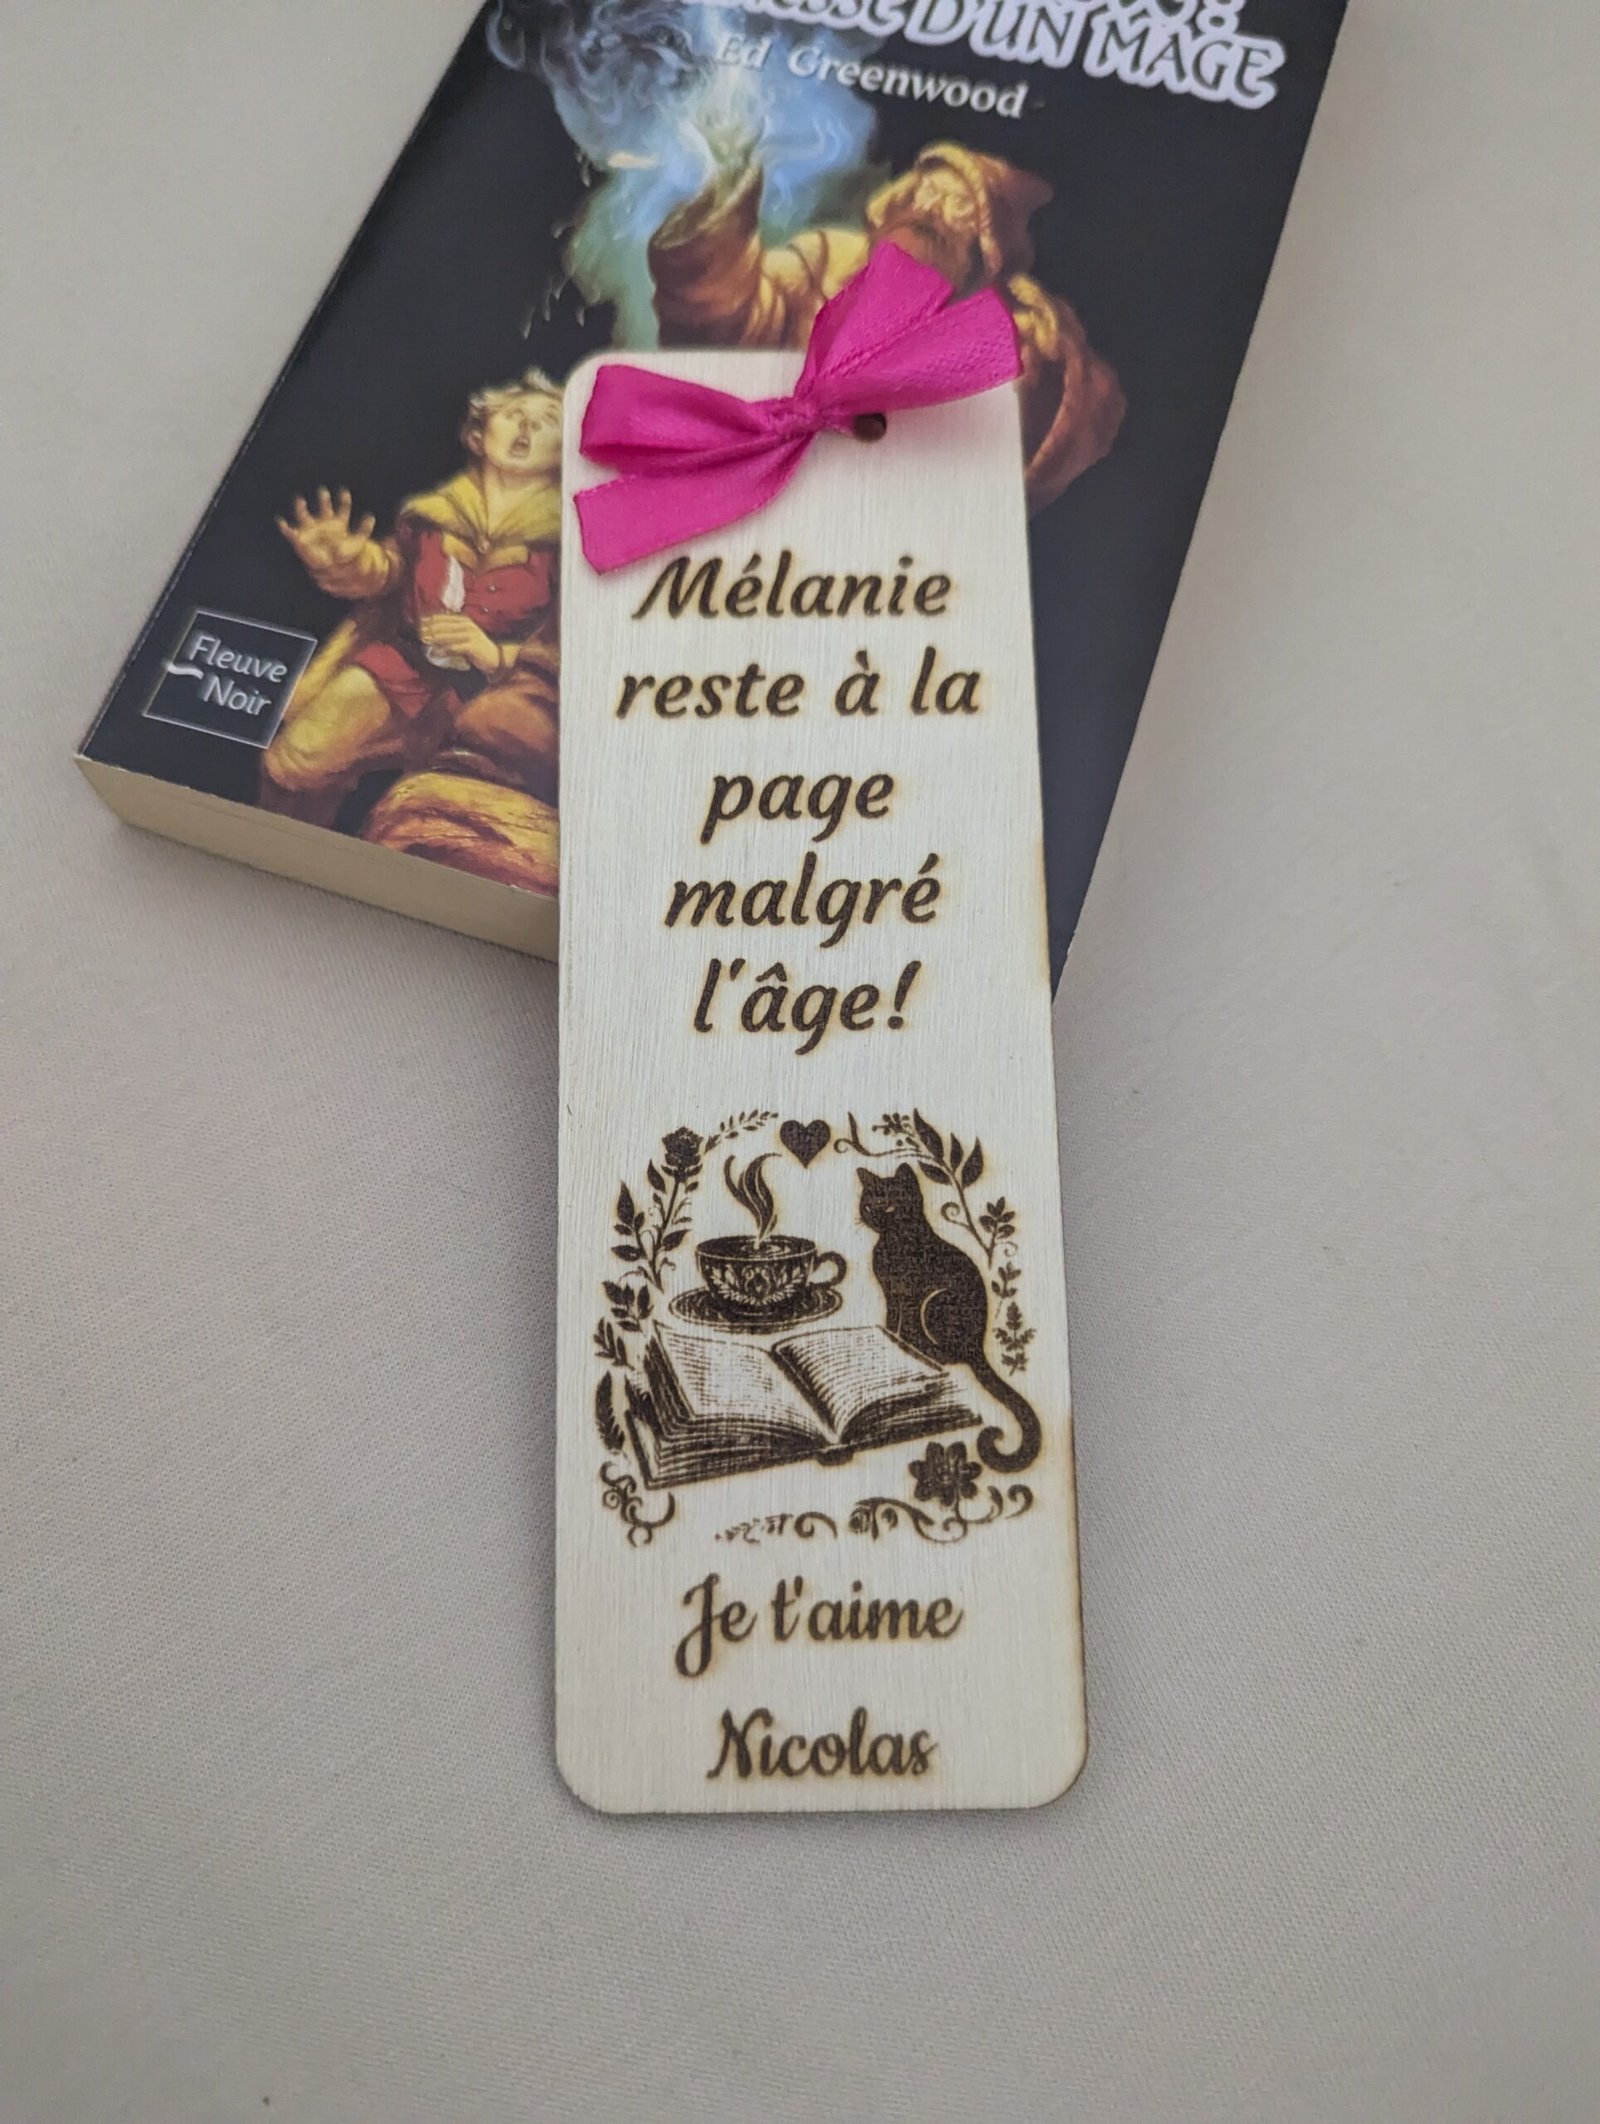 D'UN MAGE
Ed Greenwood
Fleuve
Noir
Mélanie
reste à la
page
malgré
l'âge!
Je t'aime
Nicolas